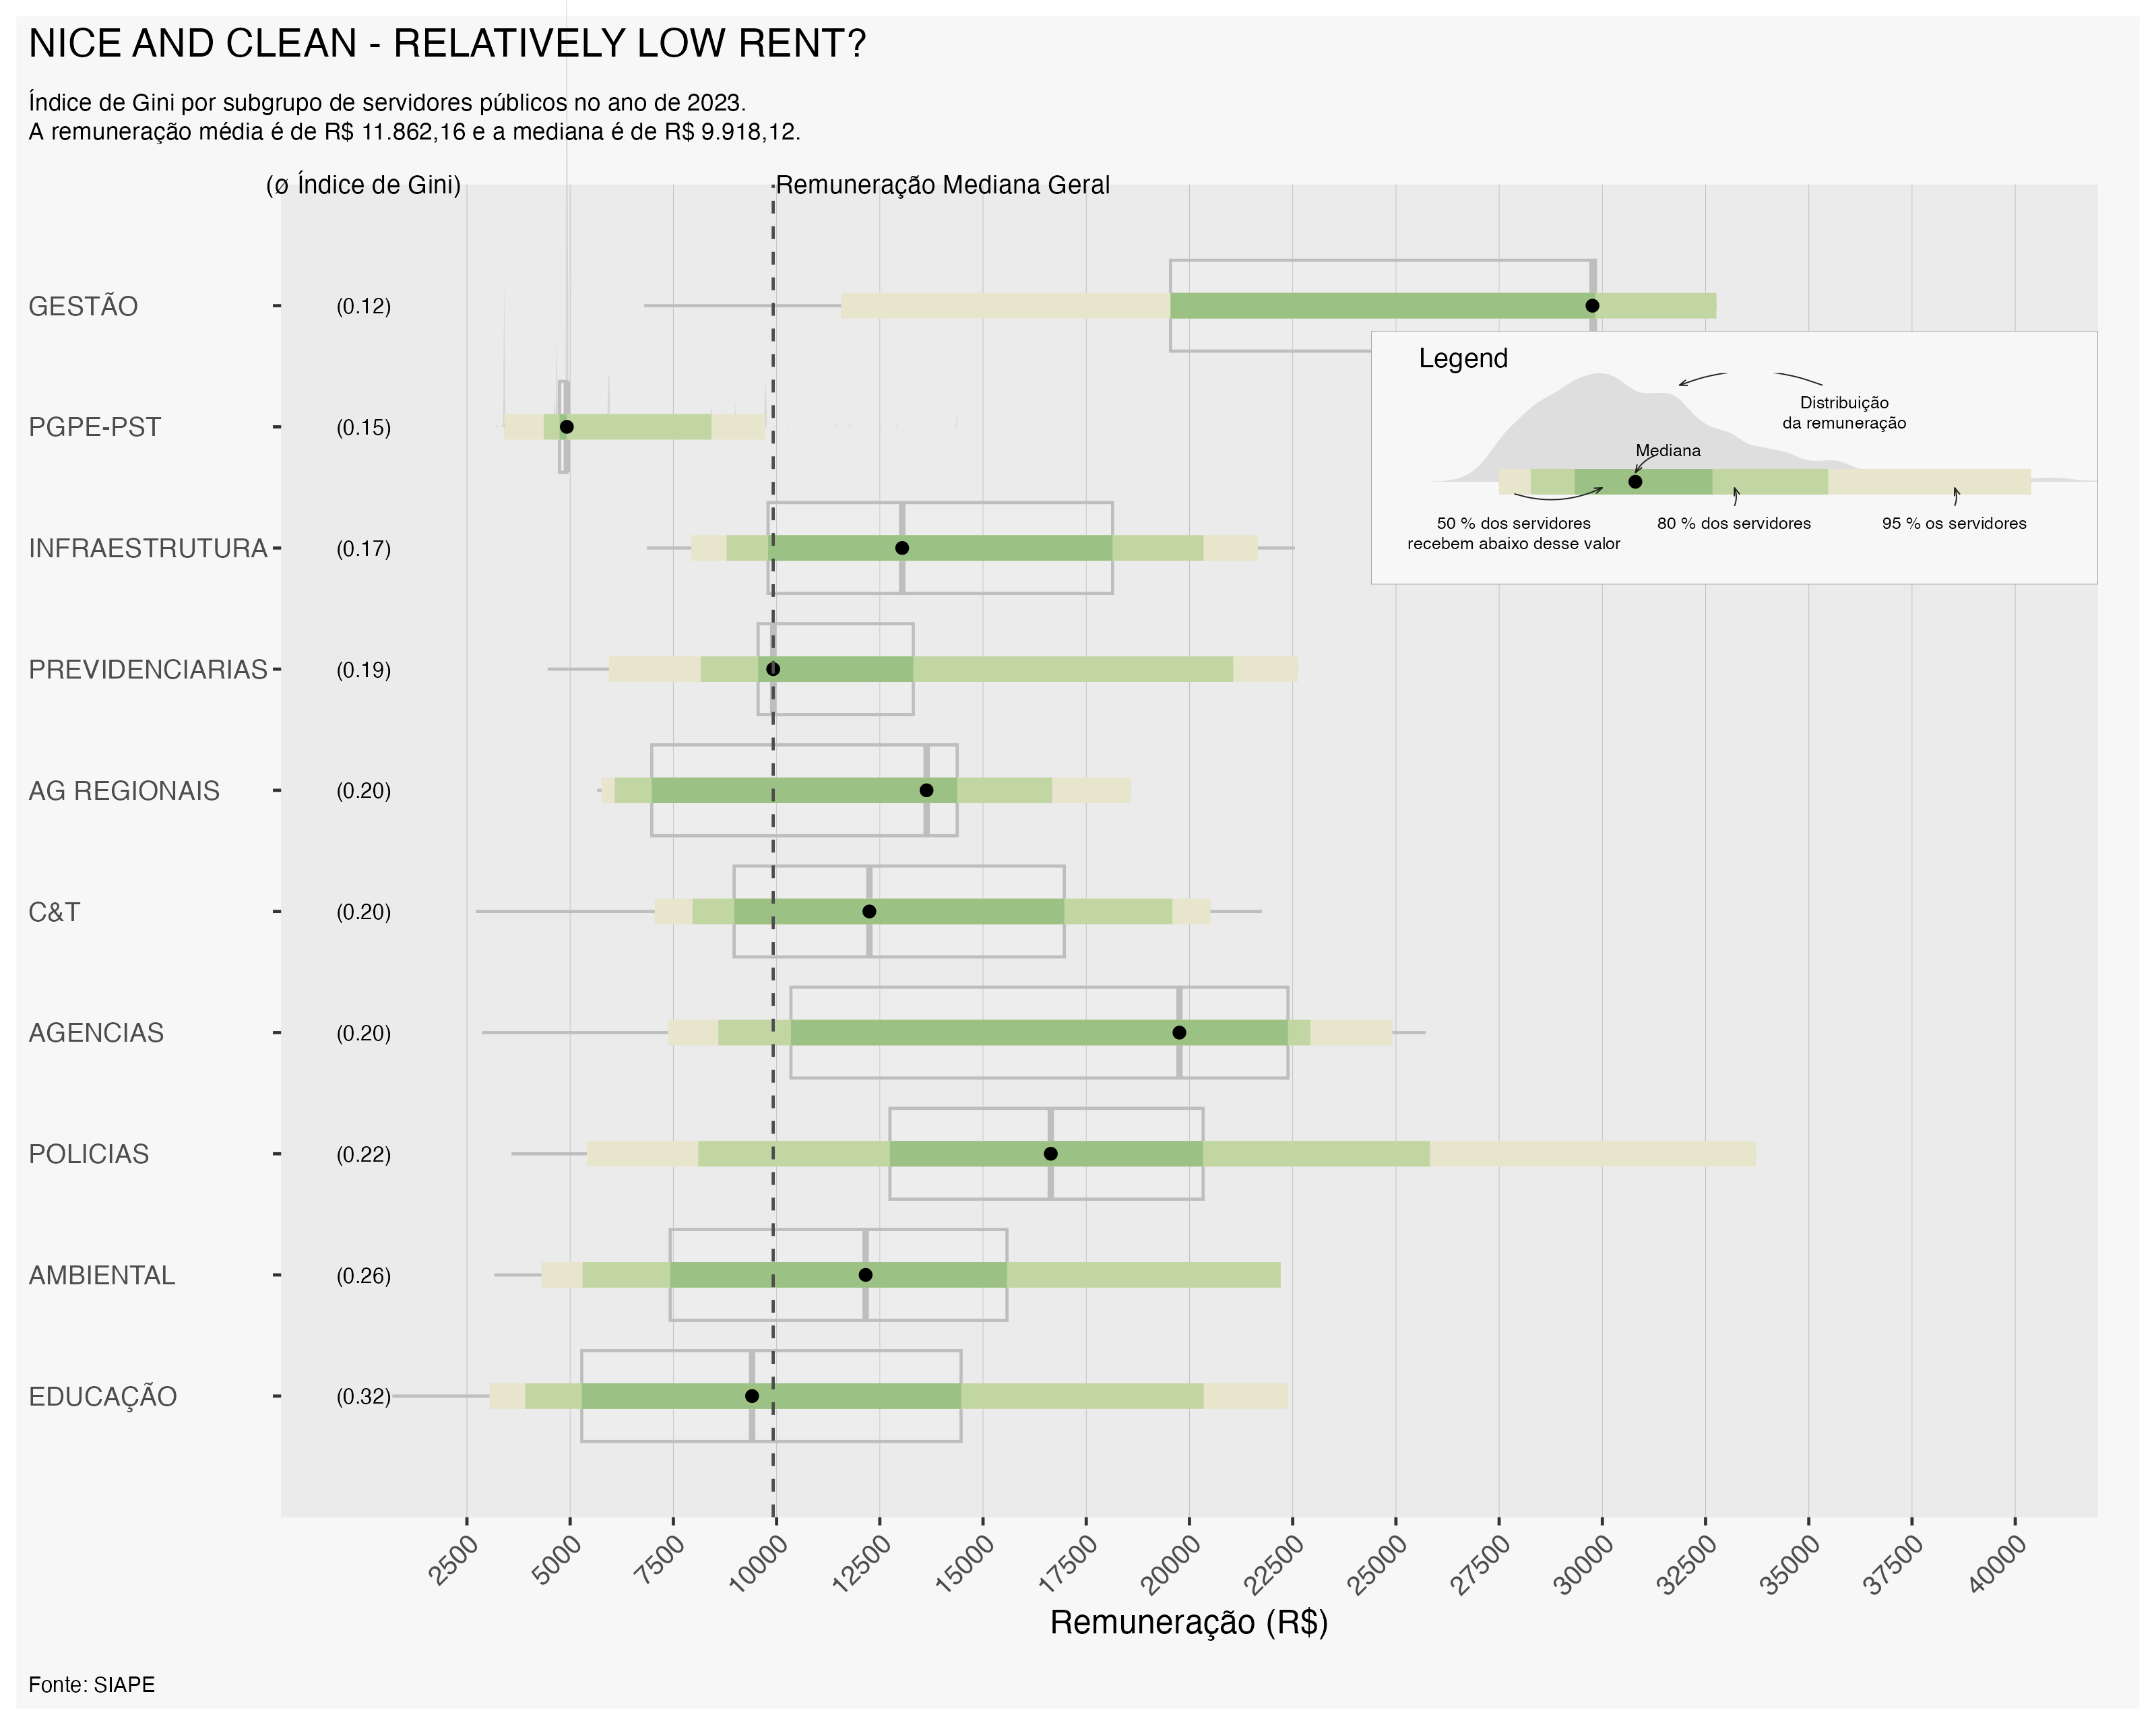 NICE AND CLEAN - RELATIVELY LOW RENT?
Índice de Gini por subgrupo de servidores públicos no ano de 2023.
A remuneração média é de R$ 11.862,16 e a mediana é de R$ 9.918,12.
(ø Índice de Gini)
Remuneração Mediana Geral
GESTÃO (0.12)
Legend
Distribuição
da remuneração
Mediana
50 % dos servidores
recebem abaixo desse valor
80 % dos servidores
95 % os servidores
PGPE-PST (0.15)
INFRAESTRUTURA (0.17)
PREVIDENCIARIAS (0.19)
AG REGIONAIS (0.20)
C&T (0.20)
AGENCIAS (0.20)
POLICIAS (0.22)
AMBIENTAL (0.26)
EDUCAÇÃO (0.32)
2500 5000 7500 10000 12500 15000 17500 20000 22500 25000 27500 30000 32500 35000 37500 40000
Remuneração (R$)
Fonte: SIAPE